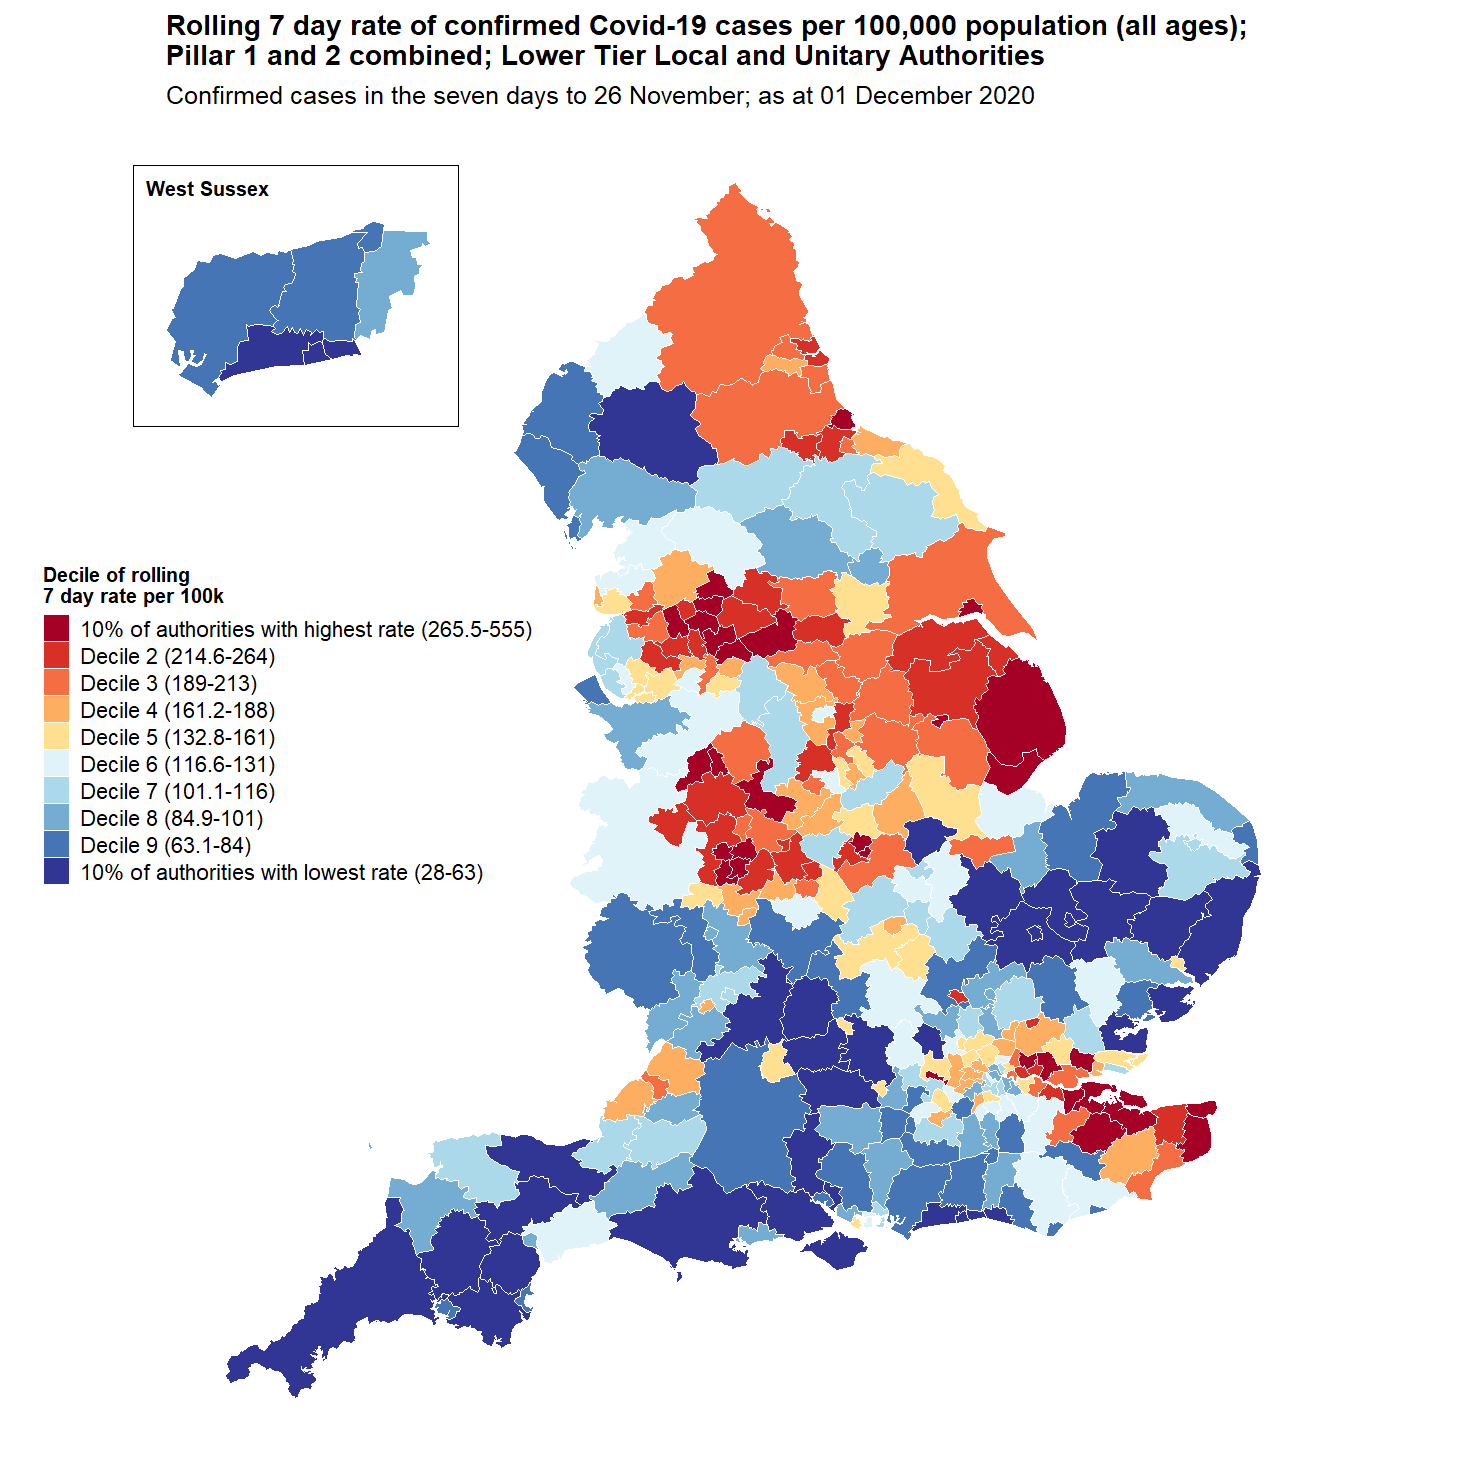 Rolling 7 day rate of confirmed Covid-19 cases per 100,000 population (all ages);
Pillar 1 and 2 combined; Lower Tier Local and Unitary Authorities
Confirmed cases in the seven days to 26 November; as at 01 December 2020
West Sussex
Decile of rolling
7 day rate per 100k
10% of authorities with highest rate (265.5-555)
Decile 2 (214.6-264)
Decile 3 (189-213)
Decile 4 (161.2-188)
Decile 5 (132.8-161)
Decile 6 (116.6-131)
Decile 7 (101.1-116)
Decile 8 (84.9-101)
Decile 9 (63.1-84)
10% of authorities with lowest rate (28-63)